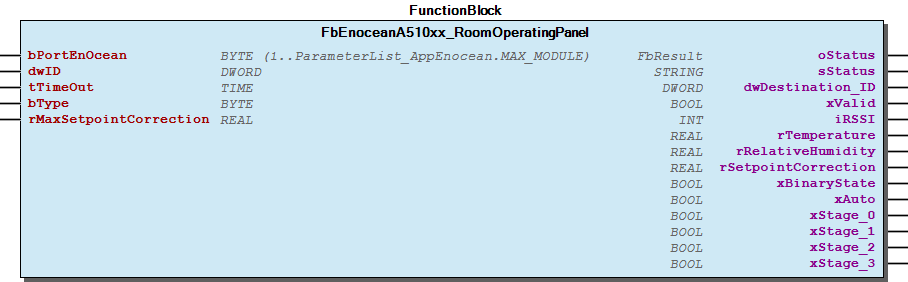 FunctionBlock
FbEnoceanA510xx_RoomOperatingPanel
bPortEnOcean BYTE (1..ParameterList_AppEnocean.MAX_MODULE) FbResult oStatus
dwID DWORD STRING sStatus
tTimeOut TIME DWORD dwDestination_ID
bType BYTE BOOL xValid
rMaxSetpointCorrection REAL INT iRSSI
REAL rTemperature
REAL rRelativeHumidity
REAL rSetpointCorrection
BOOL xBinaryState
BOOL xAuto
BOOL xStage_0
BOOL xStage_1
BOOL xStage_2
BOOL xStage_3